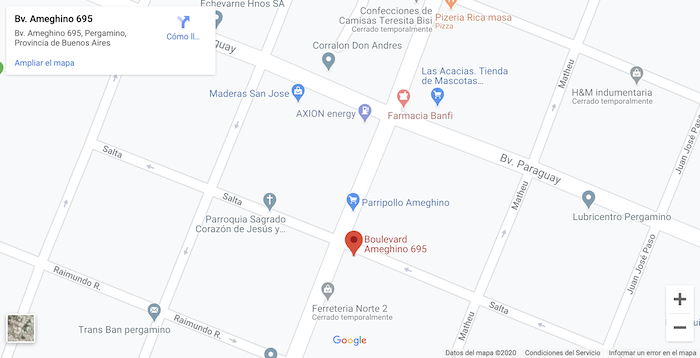 Bv. Ameghino 695
Bv. Ameghino 695, Pergamino,
Provincia de Buenos Aires
Cómo ll...
Ampliar el mapa
Echevarne Hnos SA
Confecciones de
Camisas Teresita Bisi
Cerrado temporalmente
Pizeria Rica masa
Pizza
Corralon Don Andres
Paraguay
Las Acacias. Tienda
de Mascotas...
Matheu
H&M indumentaria
Cerrado temporalmente
Maderas San Jose
AXION energy
Farmacia Banfi
Juan José Paso
Salta
Bv. Paraguay
Salta
Parripollo Ameghino
Matheu
Parroquia Sagrado
Corazón de Jesús y...
Lubricentro Pergamino
Boulevard
Ameghino 695
Juan José Paso
Raimundo R.
Raimundo R.
Ferreteria Norte 2
Cerrado temporalmente
Trans Ban pergamino
Google
+
−
Datos del mapa ©2020
Condiciones del Servicio
Informar un error en el mapa